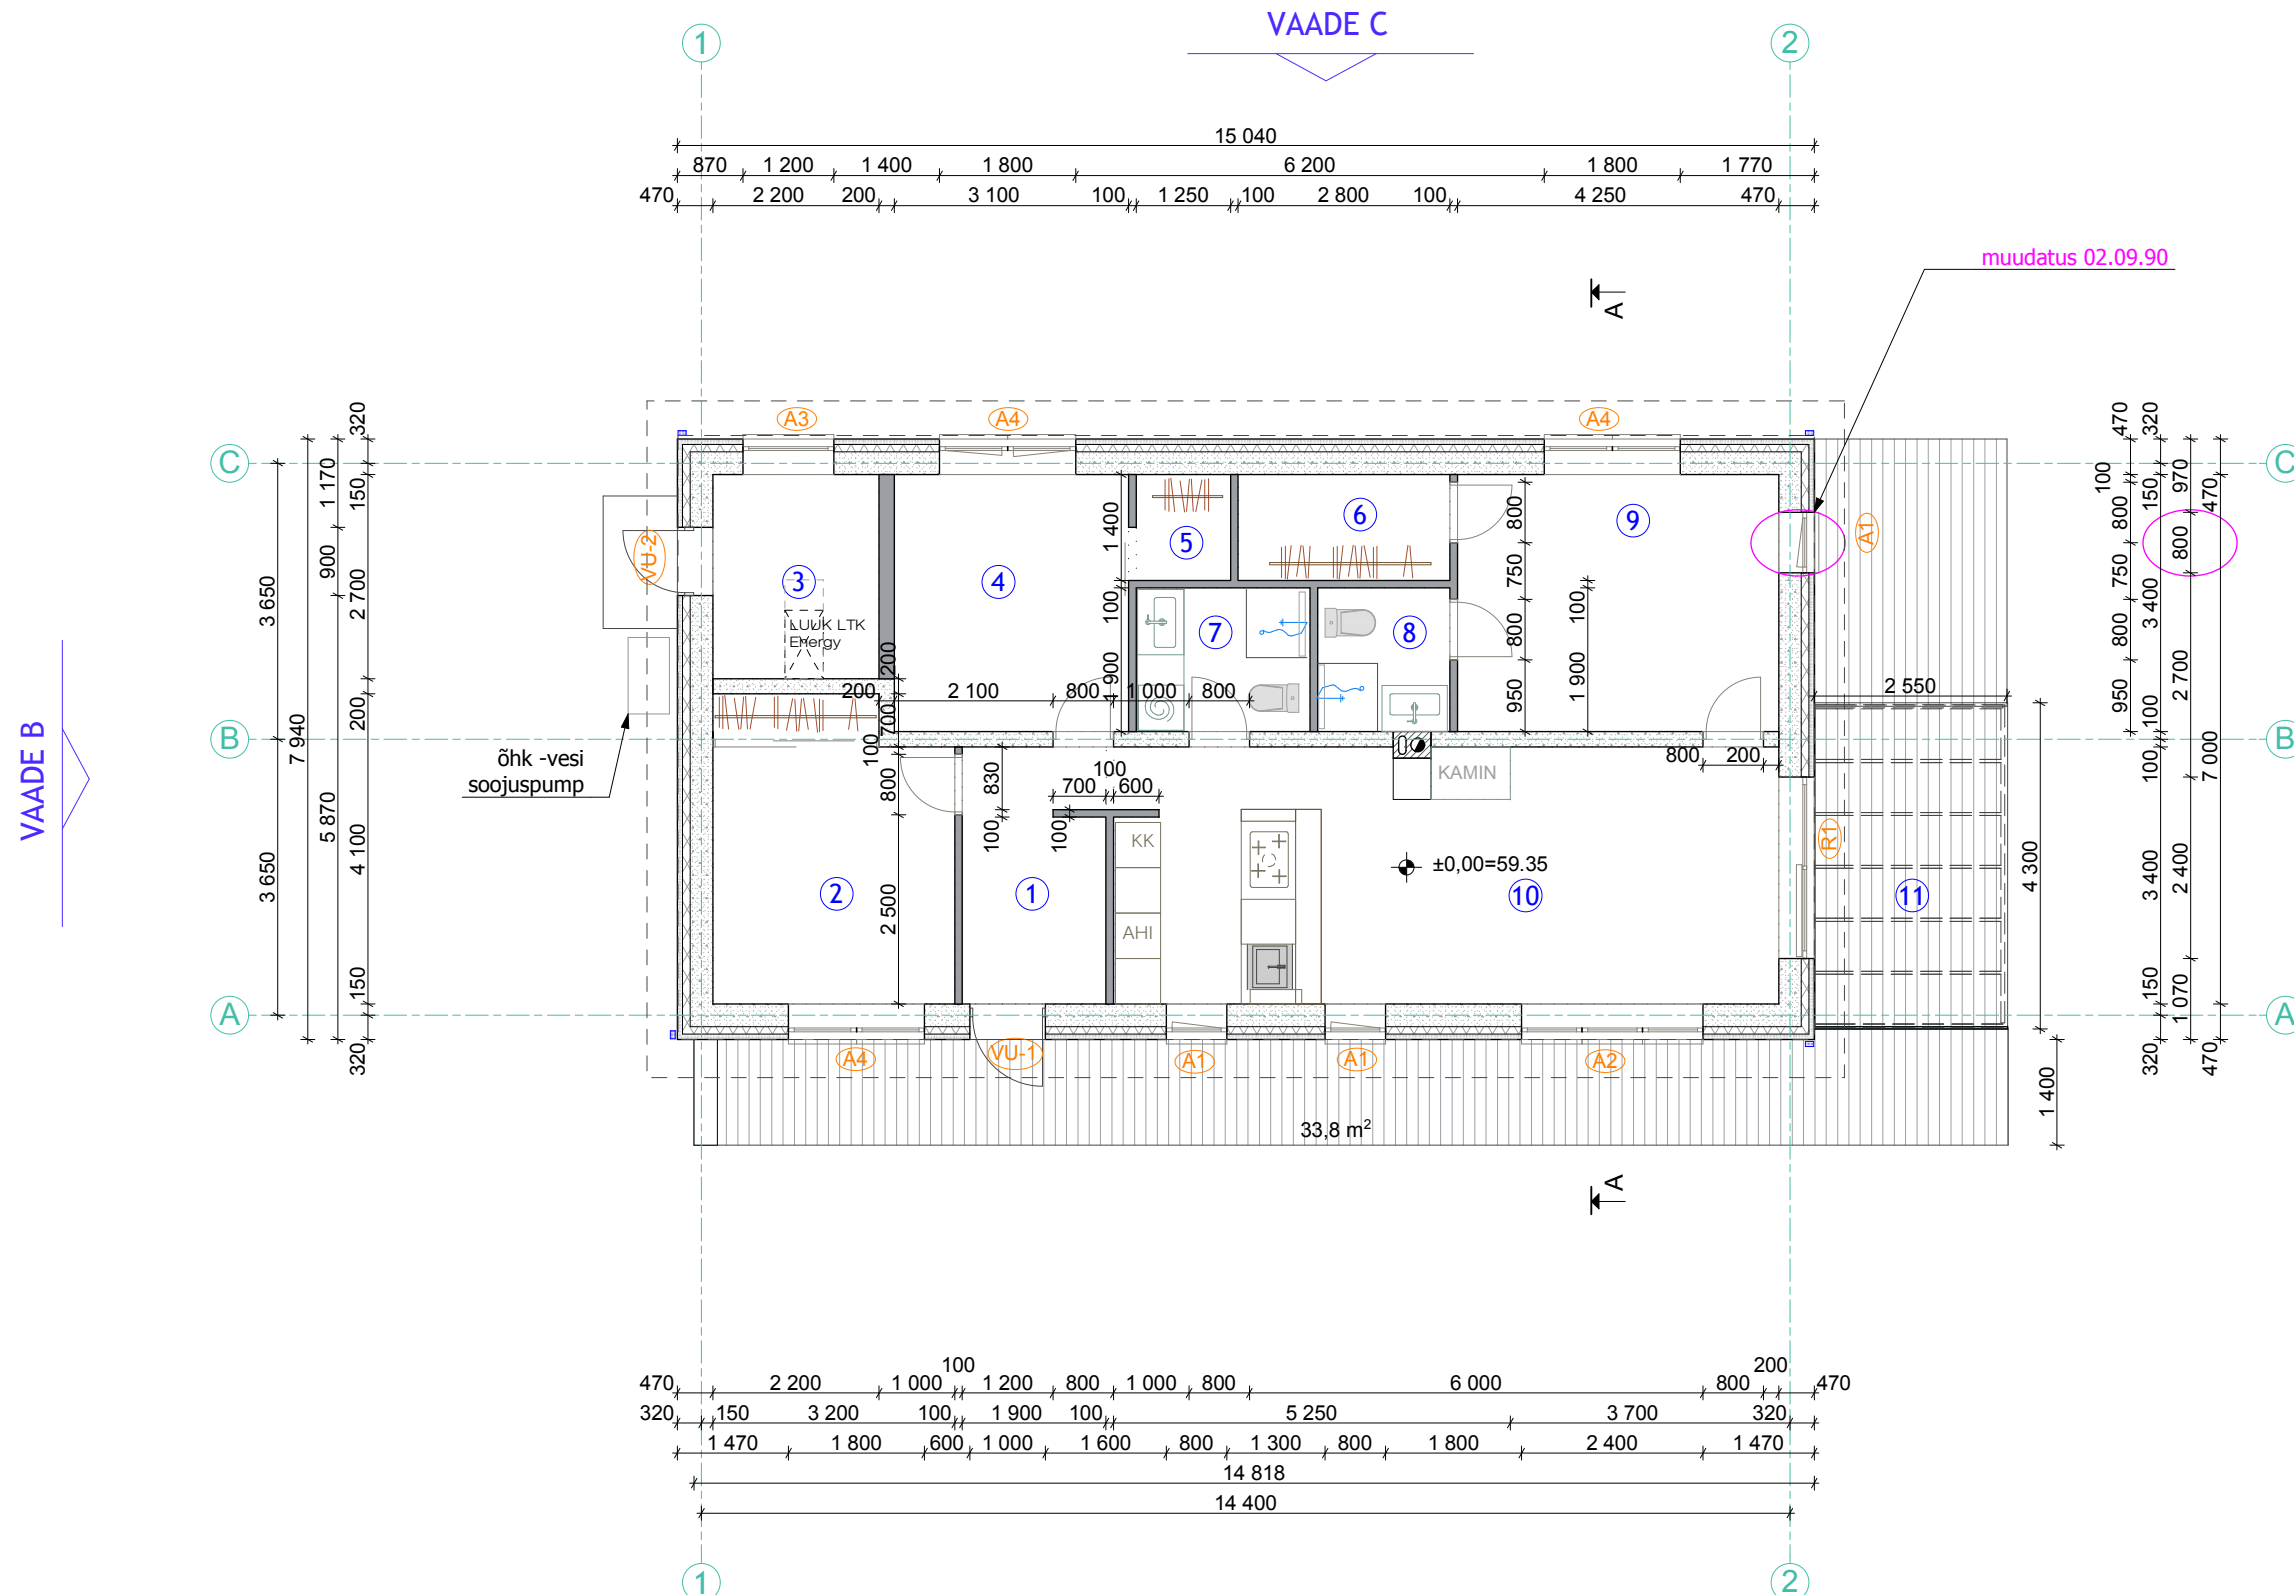 VAADE C
1
2
15 040
870 1 200 1 400 1 800 6 200 1 800 1 770
470 2 200 200 3 100 100 1 250 100 2 800 100 4 250 470
muudatus 02.09.90
A
A3 A4 A4
C
C
320
1 170
150
900
2 700
3 650
200
7 940
5 870
4 100
3 650
150
320
B
B
A
A
VAADE B
õhk -vesi
soojuspump
VU-2
3
LUUK LTK
Energy
4
5
6
7
8
9
A1
1 400
100
1 900
800
750
800
950
100
1 900
200
200 2 100 800 1 000 800
700
100
800
2 500
830
100
100
700 600
100
800 200
KAMIN
KK
AHI
±0,00=59.35
2
1
10
11
R1
2 550
4 300
1 400
470
320
100
150
970
470
800
800
750
3 400
800
2 700
950
100
7 000
100
3 400
2 400
150
1 070
320
470
A4 VU-1 A1 A1 A2
33,8 m²
A
100 200
470 2 200 1 000 1 200 800 1 000 800 6 000 800 470
320 150 3 200 100 1 900 100 5 250 3 700 320
1 470 1 800 600 1 000 1 600 800 1 300 800 1 800 2 400 1 470
14 818
14 400
1
2